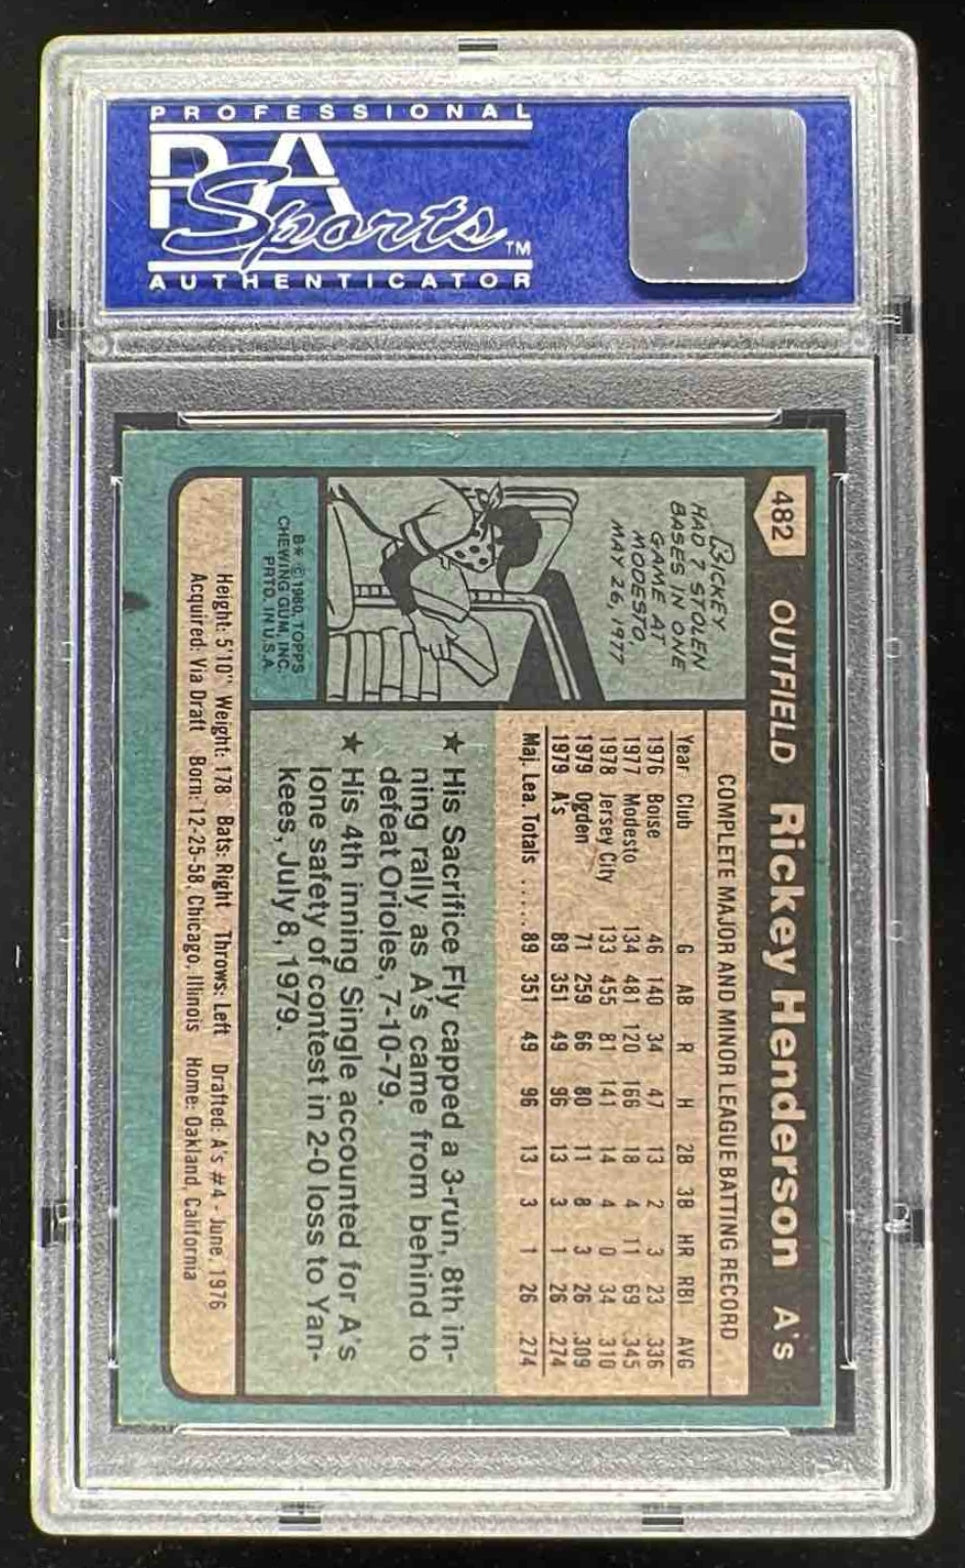 PROFESSIONAL
PSA
Sports™
AUTHENTICATOR
482 OUTFIELD Rickey Henderson A's
RICKEY
HAD 7 STOLEN
BASES IN ONE
GAME AT
MODESTO,
MAY 26, 1977
B* © 1980, TOPPS
CHEWING GUM, INC.
PRTD. IN U.S.A.
COMPLETE MAJOR AND MINOR LEAGUE BATTING RECORD
Year Club G AB R H 2B 3B HR RBI AVG
1976 Boise 46 140 34 47 13 2 3 23 .336
1977 Modesto 134 481 120 166 18 4 11 69 .345
1978 Jersey City 133 455 81 141 14 4 0 34 .310
1979 Ogden 71 259 66 80 11 8 3 26 .309
1979 A's 89 351 49 96 13 3 1 26 .274
Maj. Lea. Totals ...... 89 351 49 96 13 3 1 26 .274
★ His Sacrifice Fly capped a 3-run, 8th in-
ning rally as A's came from behind to
defeat Orioles, 7-10-79.
★ His 4th inning Single accounted for A's
lone safety of contest in 2-0 loss to Yan-
kees, July 8, 1979.
Height: 5'10" Weight: 178 Bats: Right Throws: Left Drafted: A's #4 - June, 1976
Acquired: Via Draft Born: 12-25-58, Chicago, Illinois Home: Oakland, California